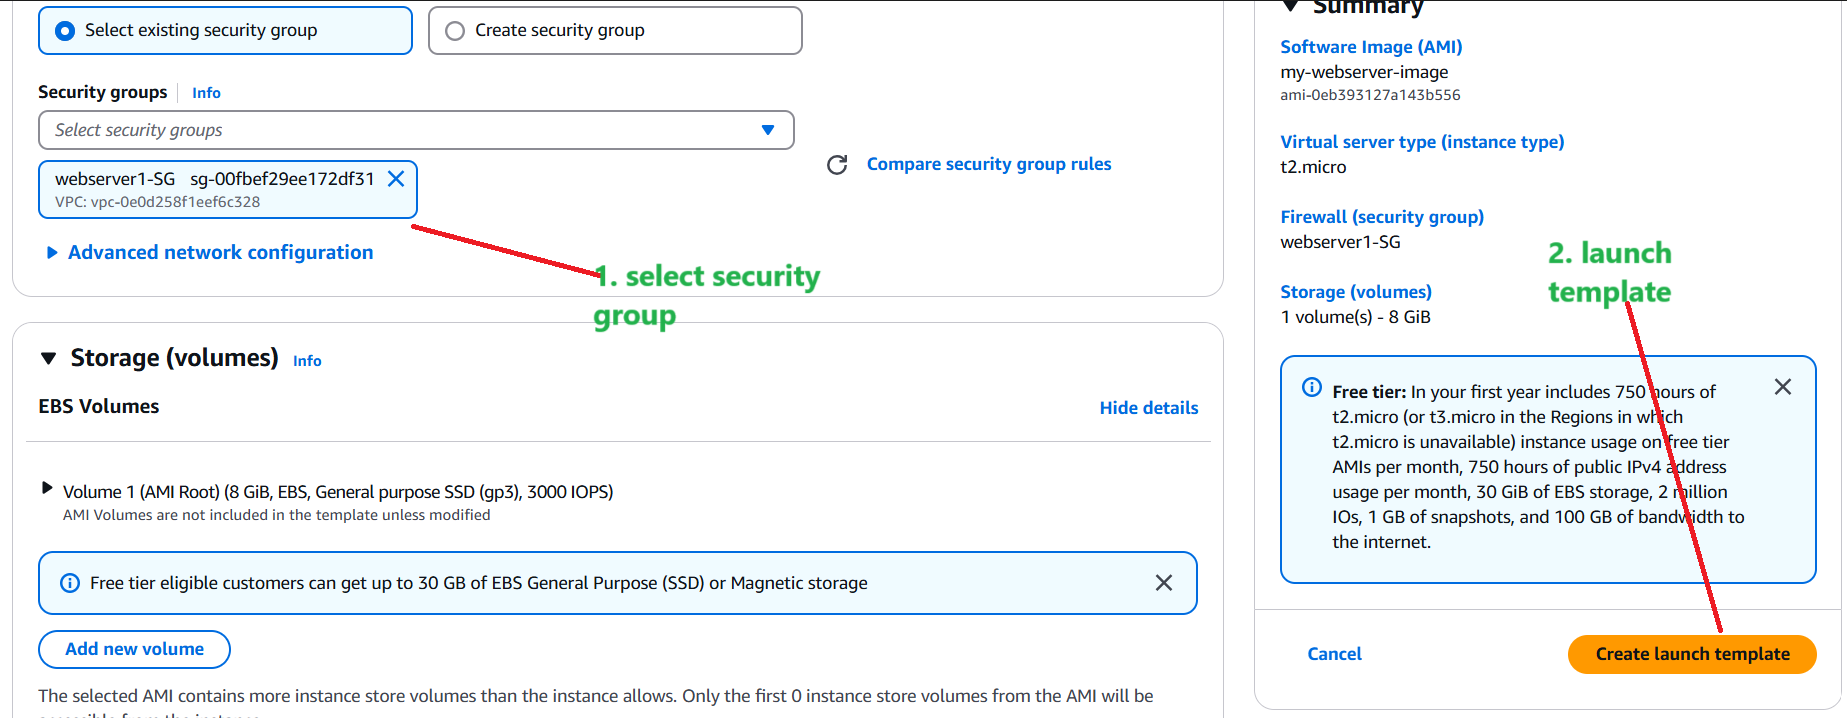 Select existing security group
Create security group
Security groups
Info
Select security groups
webserver1-SG sg-00fbef29ee172df31
VPC: vpc-0e0d258f1eef6c328
Compare security group rules
Advanced network configuration
1. select security
group
Storage (volumes) Info
EBS Volumes
Hide details
Volume 1 (AMI Root) (8 GiB, EBS, General purpose SSD (gp3), 3000 IOPS)
AMI Volumes are not included in the template unless modified
Free tier eligible customers can get up to 30 GB of EBS General Purpose (SSD) or Magnetic storage
Add new volume
The selected AMI contains more instance store volumes than the instance allows. Only the first 0 instance store volumes from the AMI will be
Summary
Software Image (AMI)
my-webserver-image
ami-0eb393127a143b556
Virtual server type (instance type)
t2.micro
Firewall (security group)
webserver1-SG
2. launch
template
Storage (volumes)
1 volume(s) - 8 GiB
Free tier: In your first year includes 750 hours of
t2.micro (or t3.micro in the Regions in which
t2.micro is unavailable) instance usage on free tier
AMIs per month, 750 hours of public IPv4 address
usage per month, 30 GiB of EBS storage, 2 million
IOs, 1 GB of snapshots, and 100 GB of bandwidth to
the internet.
Cancel
Create launch template